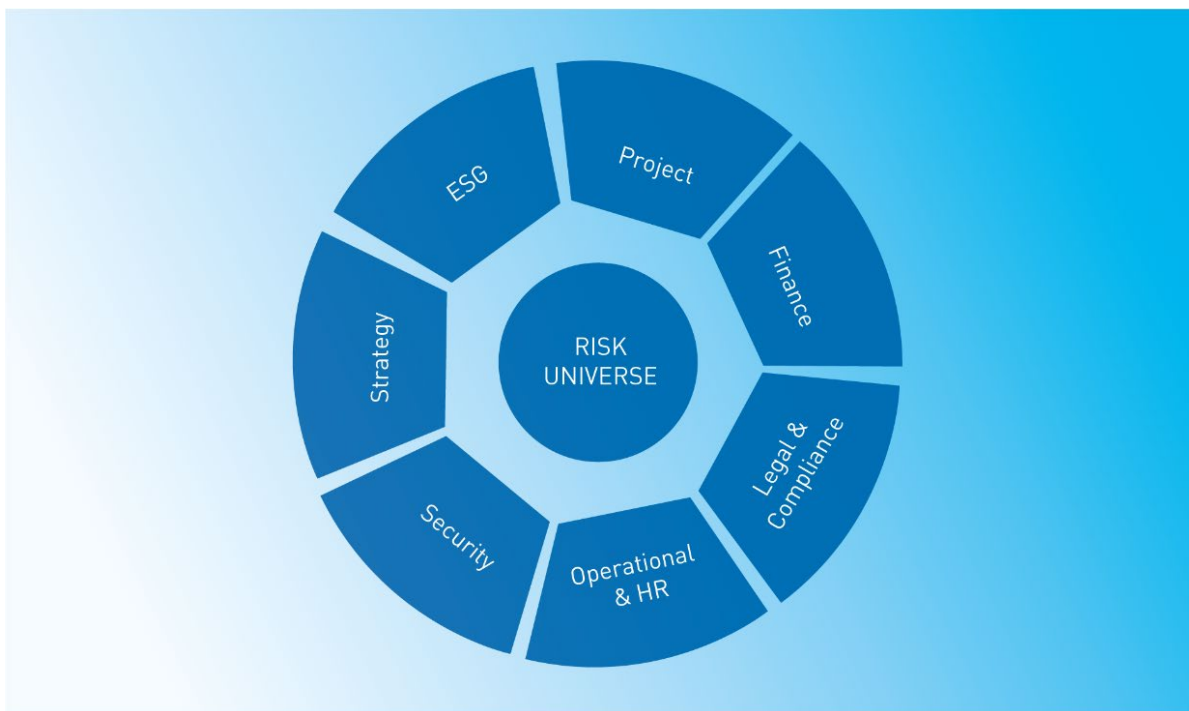 Project
Finance
Legal &
Compliance
Operational
& HR
Security
Strategy
ESG
RISK
UNIVERSE